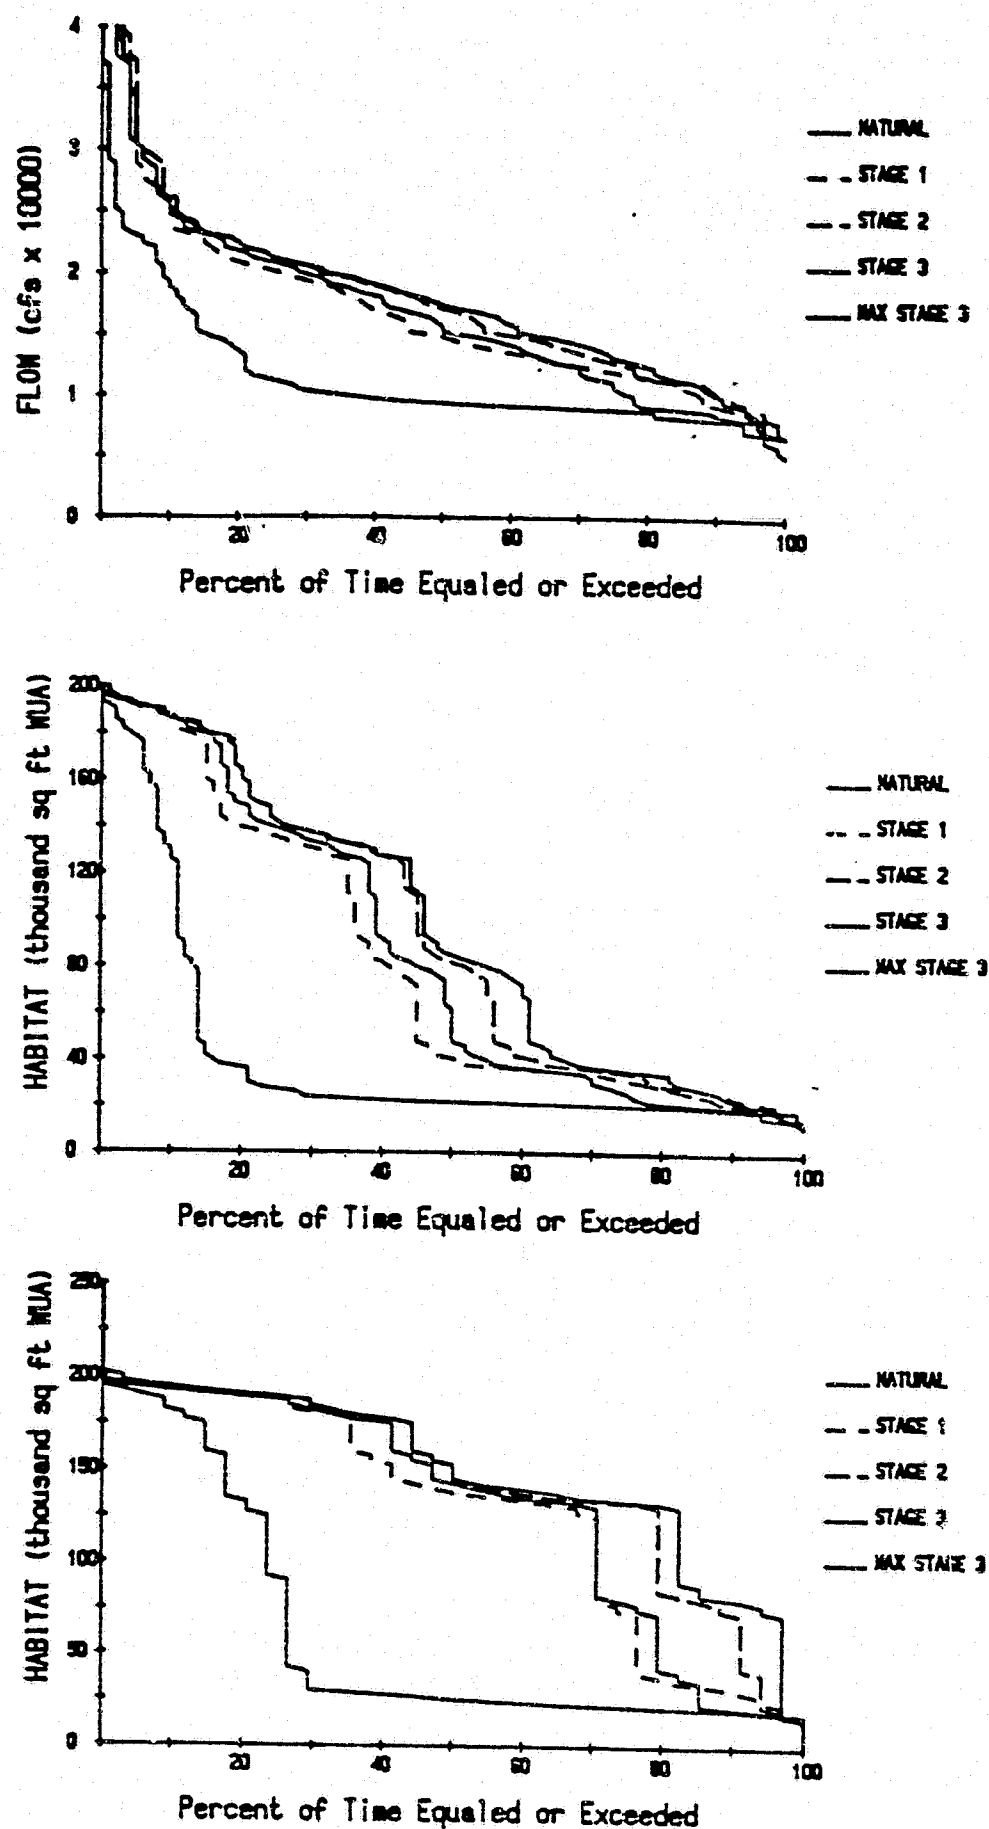 4
3
2
1
0
FLOW (cfs x 10000)
20
40
60
80
100
Percent of Time Equaled or Exceeded
NATURAL
STAGE 1
STAGE 2
STAGE 3
MAX STAGE 3
200
160
120
80
40
0
HABITAT (thousand sq ft WUA)
20
40
60
80
100
Percent of Time Equaled or Exceeded
NATURAL
STAGE 1
STAGE 2
STAGE 3
MAX STAGE 3
250
200
150
100
50
0
HABITAT (thousand sq ft WUA)
20
40
60
80
100
Percent of Time Equaled or Exceeded
NATURAL
STAGE 1
STAGE 2
STAGE 3
MAX STAGE 3